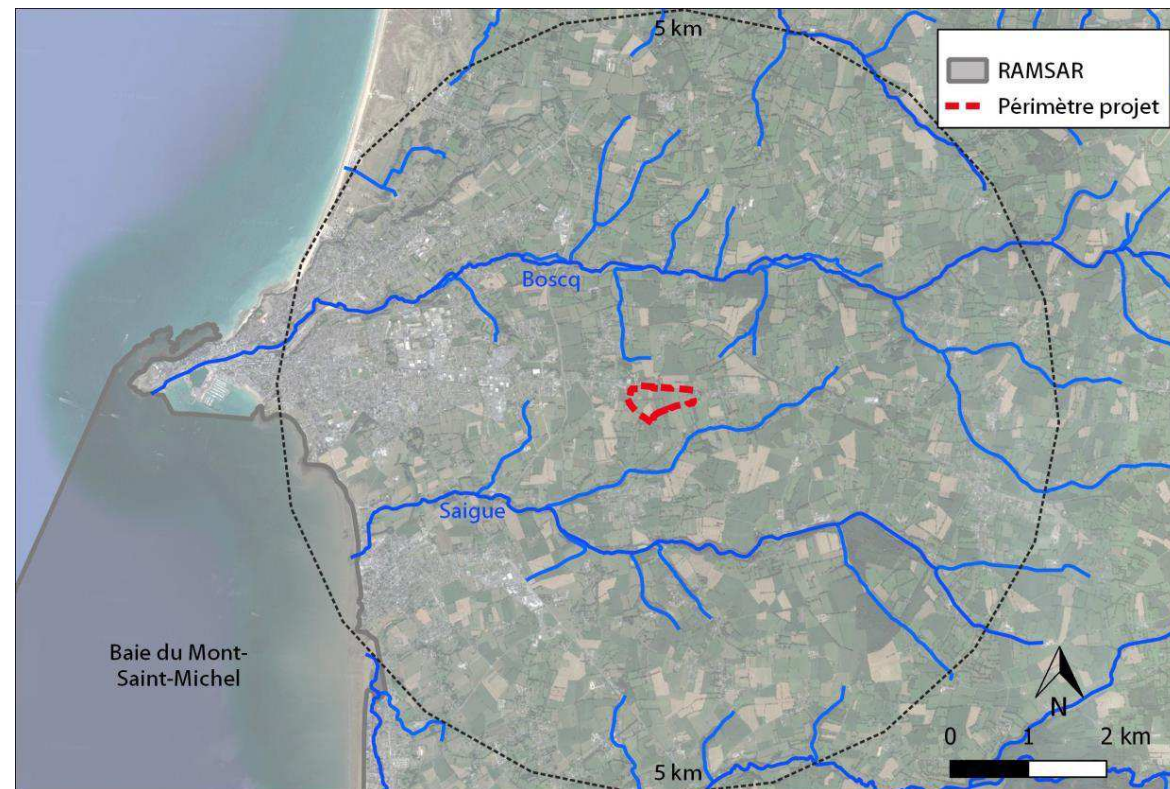 5 km
RAMSAR
Périmètre projet
Boscq
Saigue
Baie du Mont-
Saint-Michel
N
0 1 2 km
5 km